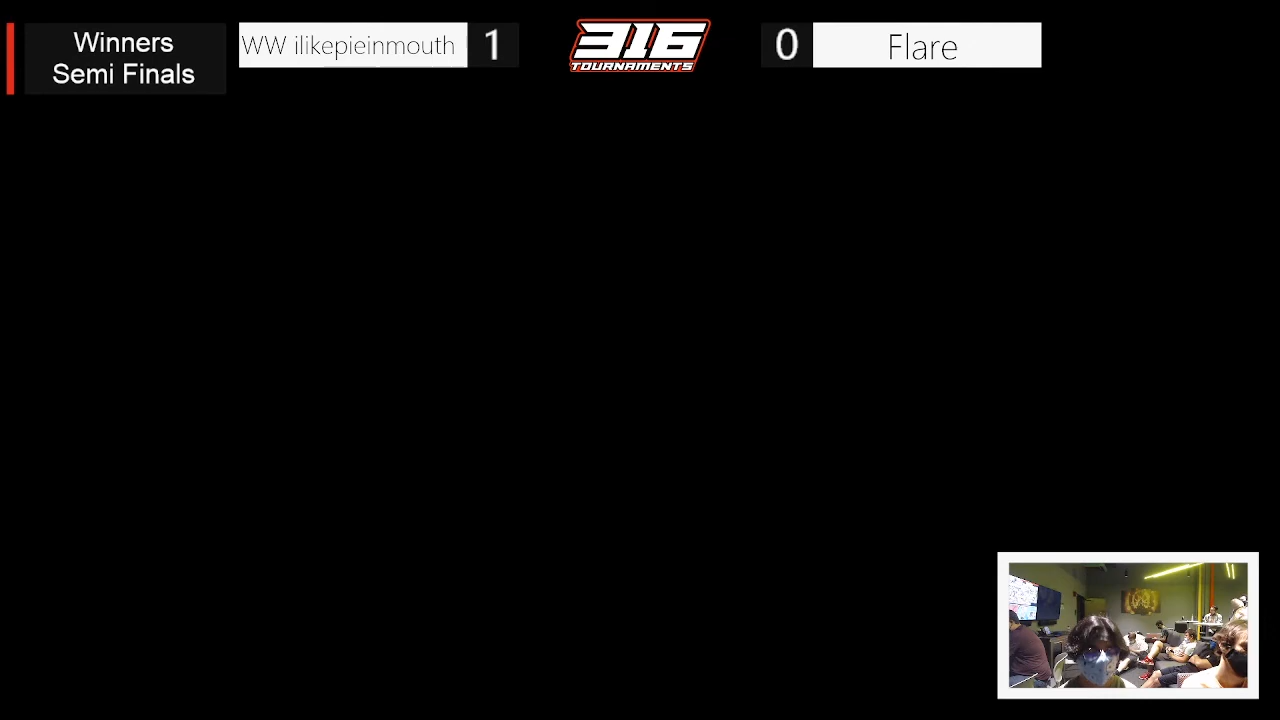 Winners
Semi Finals
WW ilikepieinmouth
1
316
TOURNAMENTS
0
Flare